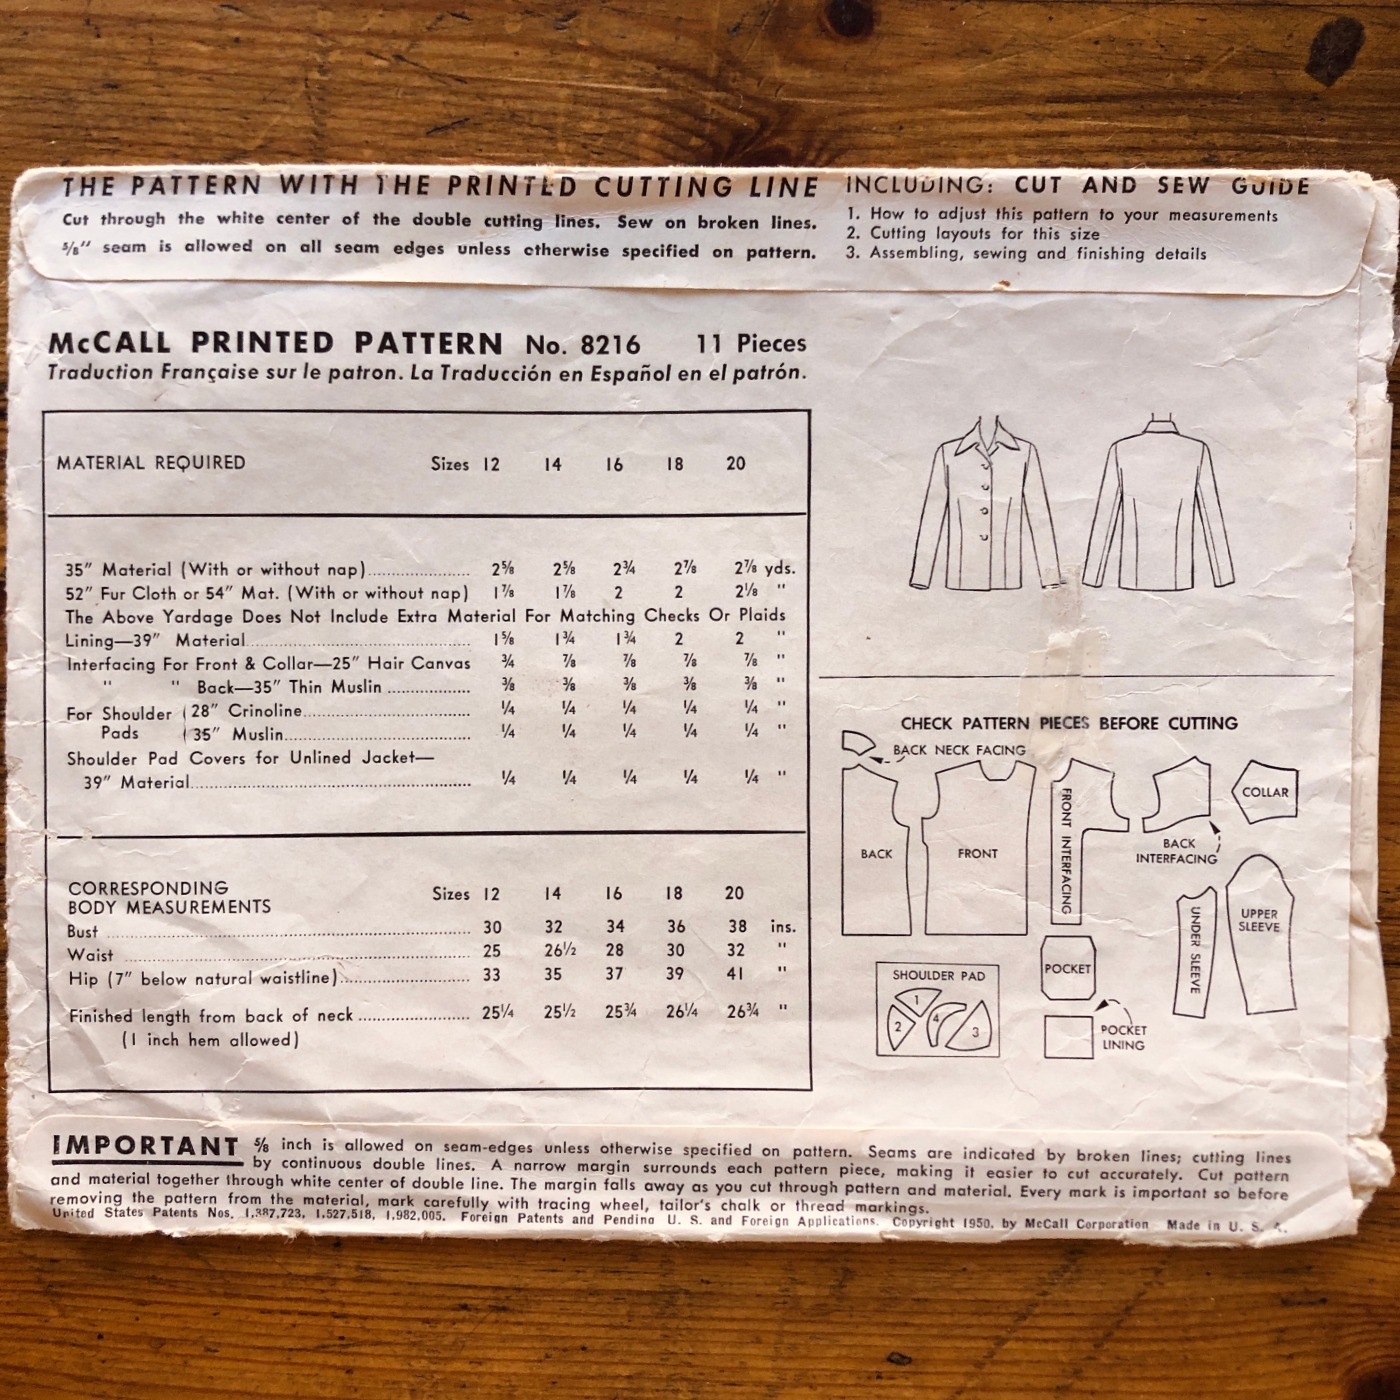 THE PATTERN WITH THE PRINTED CUTTING LINE
Cut through the white center of the double cutting lines. Sew on broken lines.
5/8" seam is allowed on all seam edges unless otherwise specified on pattern.
INCLUDING: CUT AND SEW GUIDE
1. How to adjust this pattern to your measurements
2. Cutting layouts for this size
3. Assembling, sewing and finishing details
McCALL PRINTED PATTERN No. 8216 11 Pieces
Traduction Française sur le patron. La Traducción en Español en el patrón.
MATERIAL REQUIRED Sizes 12 14 16 18 20
35" Material (With or without nap) 2⅝ 2⅝ 2¾ 2⅞ 2⅞ yds.
52" Fur Cloth or 54" Mat. (With or without nap) 1⅞ 1⅞ 2 2 2⅛ "
The Above Yardage Does Not Include Extra Material For Matching Checks Or Plaids
Lining—39" Material 1⅝ 1¾ 1¾ 2 2 "
Interfacing For Front & Collar—25" Hair Canvas ¾ ⅞ ⅞ ⅞ ⅞ "
" " Back—35" Thin Muslin ⅜ ⅜ ⅜ ⅜ ⅜ "
For Shoulder 28" Crinoline ¼ ¼ ¼ ¼ ¼ "
Pads 35" Muslin ¼ ¼ ¼ ¼ ¼ "
Shoulder Pad Covers for Unlined Jacket—
39" Material ¼ ¼ ¼ ¼ ¼ "
CORRESPONDING
BODY MEASUREMENTS Sizes 12 14 16 18 20
Bust 30 32 34 36 38 ins.
Waist 25 26½ 28 30 32 "
Hip (7" below natural waistline) 33 35 37 39 41 "
Finished length from back of neck 25¼ 25½ 25¾ 26¼ 26¾ "
(1 inch hem allowed)
CHECK PATTERN PIECES BEFORE CUTTING
BACK NECK FACING
BACK
FRONT
FRONT INTERFACING
BACK
INTERFACING
COLLAR
UNDER SLEEVE
UPPER
SLEEVE
SHOULDER PAD
1
2
4
3
POCKET
POCKET
LINING
IMPORTANT ⅝ inch is allowed on seam-edges unless otherwise specified on pattern. Seams are indicated by broken lines; cutting lines
by continuous double lines. A narrow margin surrounds each pattern piece, making it easier to cut accurately. Cut pattern
and material together through white center of double line. The margin falls away as you cut through pattern and material. Every mark is important so before
removing the pattern from the material, mark carefully with tracing wheel, tailor's chalk or thread markings.
United States Patents Nos. 1,387,723, 1,527,518, 1,982,005. Foreign Patents and Pending U. S. and Foreign Applications. Copyright 1950, by McCall Corporation Made in U. S. A.